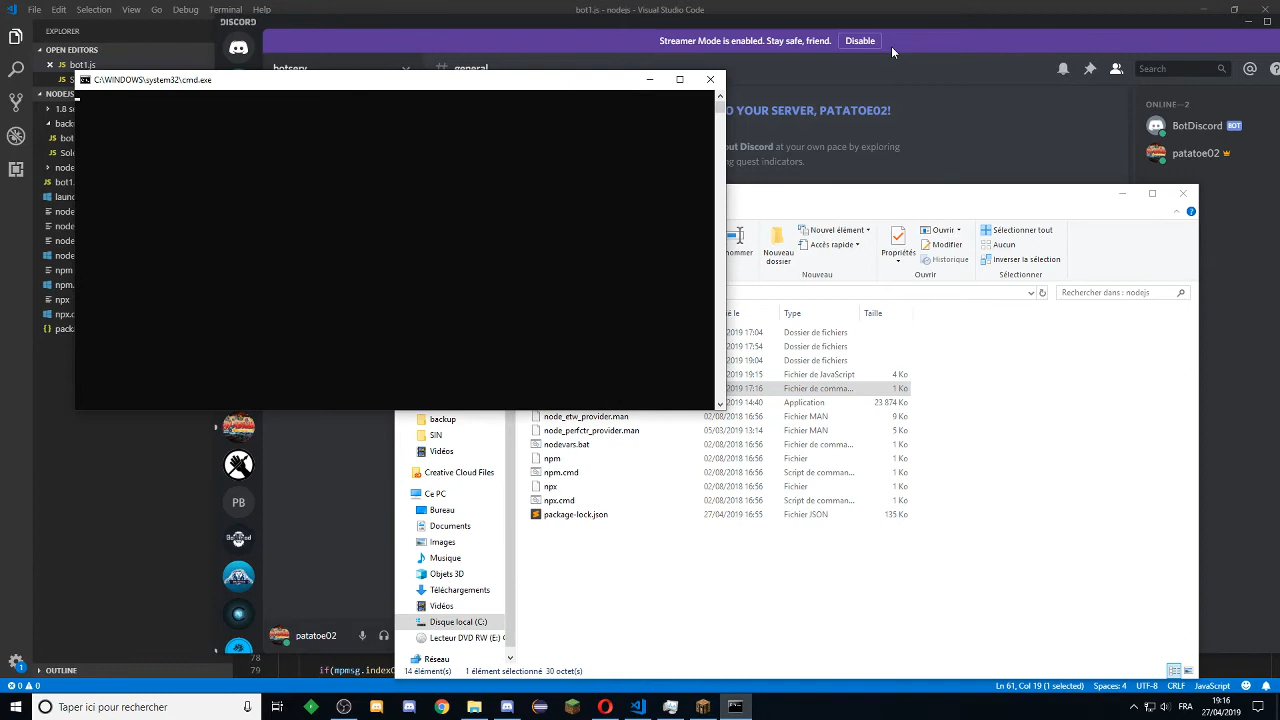 File Edit Selection View Go Debug Terminal Help
bot1.js - nodejs - Visual Studio Code
EXPLORER
OPEN EDITORS
bot1.js
NODEJS
1.8
bot1.
npm
npm.
npx
OUTLINE
DISCORD
Streamer Mode is enabled. Stay safe, friend. Disable
general
Search
YOUR SERVER, PATATOE02!
out Discord at your own pace by exploring
ng quest indicators.
ONLINE—2
BotDiscord BOT
patatoe02
PB
patatoe02
C:\WINDOWS\system32\cmd.exe
Nouveau dossier
Nouvel élément
Accès rapide
Nouveau
Propriétés
Ouvrir
Modifier
Historique
Ouvrir
Sélectionner tout
Aucun
Inverser la sélection
Sélectionner
Rechercher dans : nodejs
Type Taille
2019 17:04 Dossier de fichiers
2019 17:54 Dossier de fichiers
2019 19:04 Dossier de fichiers
2019 19:15 Fichier de JavaScript 4 Ko
2019 17:16 Fichier de comma... 1 Ko
2019 14:40 Application 23 874 Ko
node_etw_provider.man 02/08/2018 16:56 Fichier MAN 9 Ko
node_perfctr_provider.man 05/03/2019 13:14 Fichier MAN 5 Ko
nodevars.bat 02/08/2018 16:56 Fichier de comma... 1 Ko
npm 02/08/2018 16:56 Fichier 1 Ko
npm.cmd 02/08/2018 16:56 Script de comman... 1 Ko
npx 02/08/2018 16:56 Fichier 1 Ko
npx.cmd 02/08/2018 16:56 Script de comman... 1 Ko
package-lock.json 27/04/2019 16:55 Fichier JSON 135 Ko
backup
SIN
Vidéos
Creative Cloud Files
Ce PC
Bureau
Documents
Images
Musique
Objets 3D
Téléchargements
Vidéos
Disque local (C:)
Lecteur DVD RW (E:)
Réseau
14 élément(s) 1 élément sélectionné 30 octet(s)
78
79 if(mpmsg.indexO
0 0 Ln 61, Col 19 (1 selected) Spaces: 4 UTF-8 CRLF JavaScript
Taper ici pour rechercher
FRA
19:16
27/04/2019